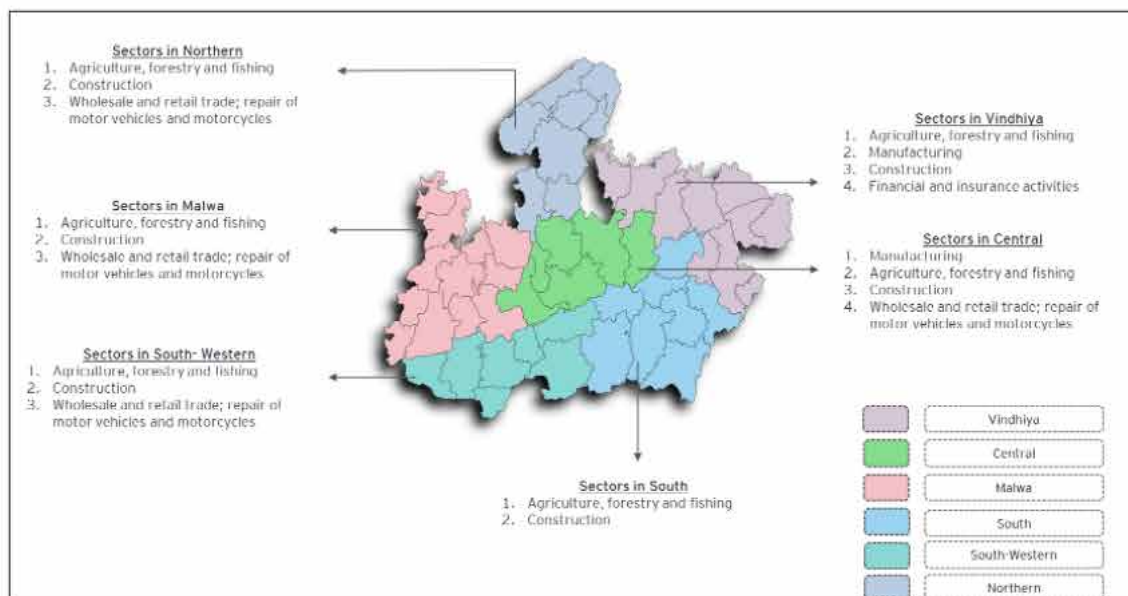 Sectors in Northern
1. Agriculture, forestry and fishing
2. Construction
3. Wholesale and retail trade; repair of
motor vehicles and motorcycles
Sectors in Malwa
1. Agriculture, forestry and fishing
2. Construction
3. Wholesale and retail trade; repair of
motor vehicles and motorcycles
Sectors in South- Western
1. Agriculture, forestry and fishing
2. Construction
3. Wholesale and retail trade; repair of
motor vehicles and motorcycles
Sectors in South
1. Agriculture, forestry and fishing
2. Construction
Sectors in Vindhiya
1. Agriculture, forestry and fishing
2. Manufacturing
3. Construction
4. Financial and insurance activities
Sectors in Central
1. Manufacturing
2. Agriculture, forestry and fishing
3. Construction
4. Wholesale and retail trade; repair of
motor vehicles and motorcycles
Vindhiya
Central
Malwa
South
South-Western
Northern